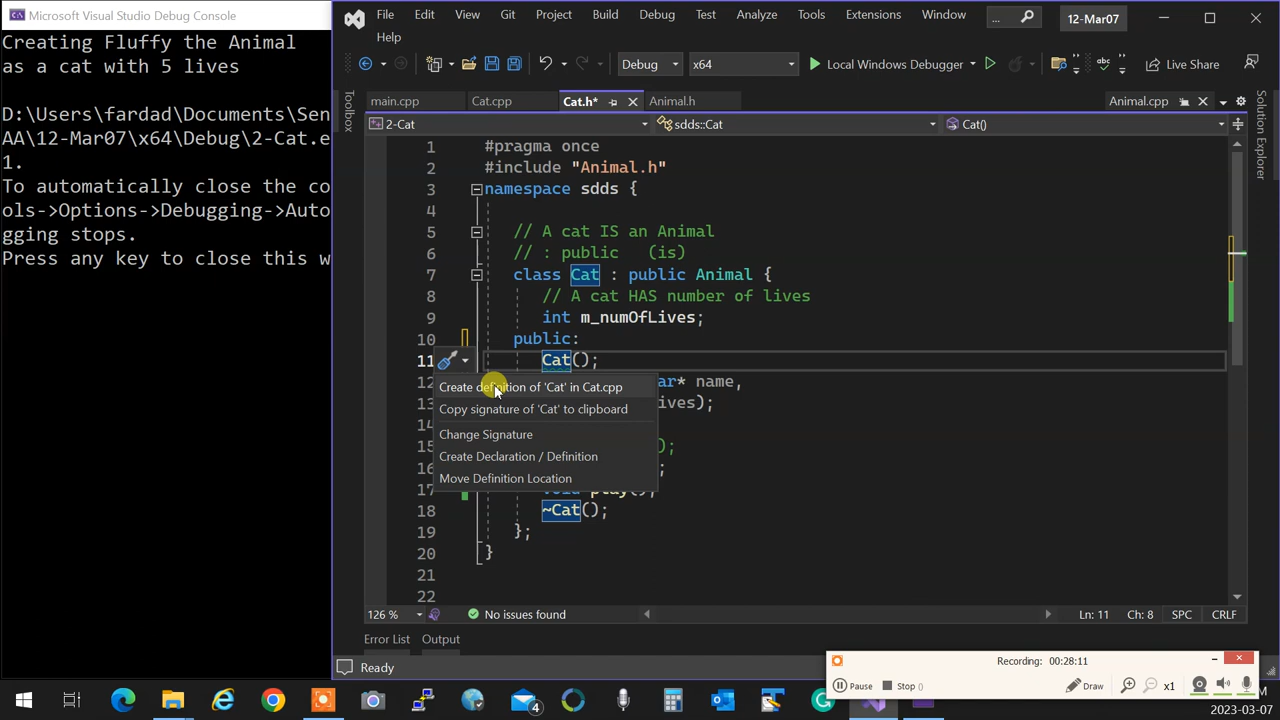 Microsoft Visual Studio Debug Console
Creating Fluffy the Animal
as a cat with 5 lives
D:\Users\fardad\Documents\Sen
AA\12-Mar07\x64\Debug\2-Cat.e
1.
To automatically close the co
ols->Options->Debugging->Auto
gging stops.
Press any key to close this w
File Edit View Git Project Build Debug Test Analyze Tools Extensions Window ... 12-Mar07
Help
Debug x64 Local Windows Debugger Live Share
Toolbox
main.cpp Cat.cpp Cat.h* Animal.h Animal.cpp
Solution Explorer
2-Cat sdds::Cat Cat()
1 #pragma once
2 #include "Animal.h"
3 namespace sdds {
4
5 // A cat IS an Animal
6 // : public (is)
7 class Cat : public Animal {
8 // A cat HAS number of lives
9 int m_numOfLives;
10 public:
11 Cat();
Create definition of 'Cat' in Cat.cpp
Copy signature of 'Cat' to clipboard
Change Signature
Create Declaration / Definition
Move Definition Location
12 ar* name,
13 ives);
14
15 );
16 ;
17
18 ~Cat();
19 };
20 }
21
22
126 % No issues found Ln: 11 Ch: 8 SPC CRLF
Error List Output
Ready
Recording: 00:28:11
Pause Stop () Draw x1
4
M
2023-03-07